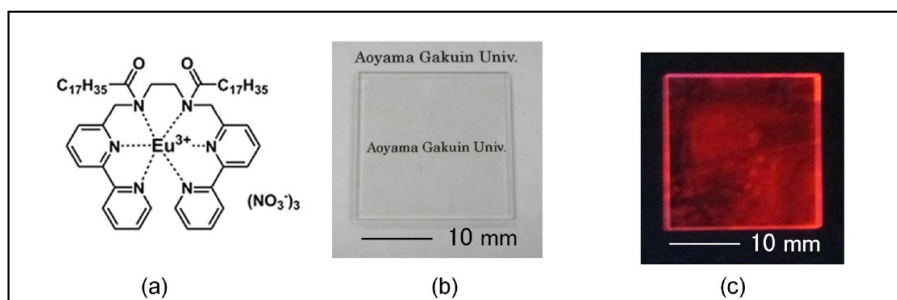 O O
C₁₇H₃₅ C₁₇H₃₅
N N
N Eu³⁺ N
N N
(NO₃⁻)₃
(a)
Aoyama Gakuin Univ.
Aoyama Gakuin Univ.
10 mm
(b)
10 mm
(c)